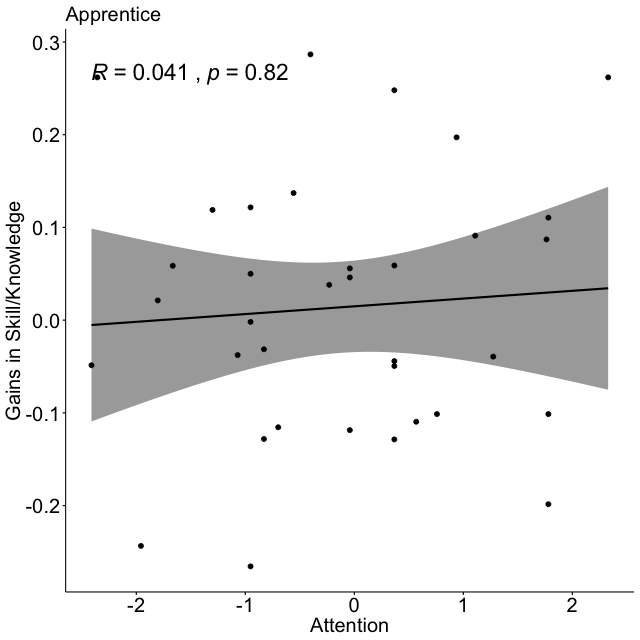 Apprentice
R = 0.041 , p = 0.82
Gains in Skill/Knowledge
0.3
0.2
0.1
0.0
-0.1
-0.2
-2 -1 0 1 2
Attention